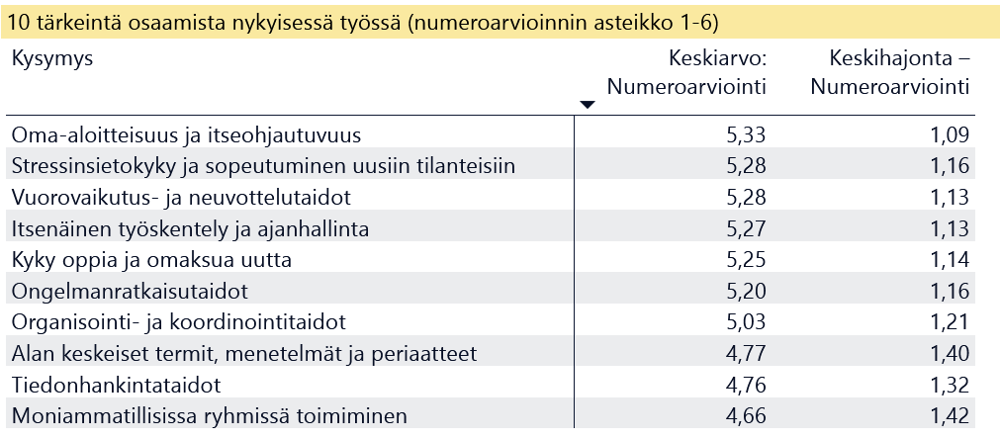 10 tärkeintä osaamista nykyisessä työssä (numeroarvioinnin asteikko 1-6)
Kysymys Keskiarvo: Keskihajonta –
Numeroarviointi Numeroarviointi
Oma-aloitteisuus ja itseohjautuvuus 5,33 1,09
Stressinsietokyky ja sopeutuminen uusiin tilanteisiin 5,28 1,16
Vuorovaikutus- ja neuvottelutaidot 5,28 1,13
Itsenäinen työskentely ja ajanhallinta 5,27 1,13
Kyky oppia ja omaksua uutta 5,25 1,14
Ongelmanratkaisutaidot 5,20 1,16
Organisointi- ja koordinointitaidot 5,03 1,21
Alan keskeiset termit, menetelmät ja periaatteet 4,77 1,40
Tiedonhankintataidot 4,76 1,32
Moniammatillisissa ryhmissä toimiminen 4,66 1,42